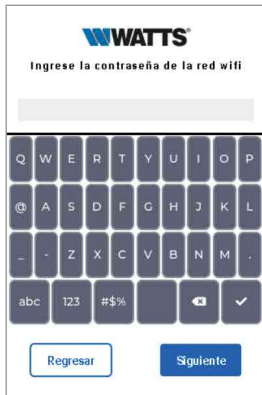 WATTS
Ingrese la contraseña de la red wifi
Q W E R T Y U I O P
@ A S D F G H J K L
_ - Z X C V B N M .
abc 123 #$%
Regresar Siguiente